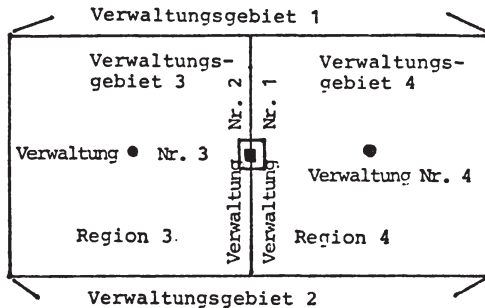 Verwaltungsgebiet 1
Verwaltungs-
gebiet 3
Verwaltungs-
gebiet 4
Verwaltung Nr. 2
Verwaltung Nr. 1
Verwaltung Nr. 3
Verwaltung Nr. 4
Region 3.
Region 4
Verwaltungsgebiet 2